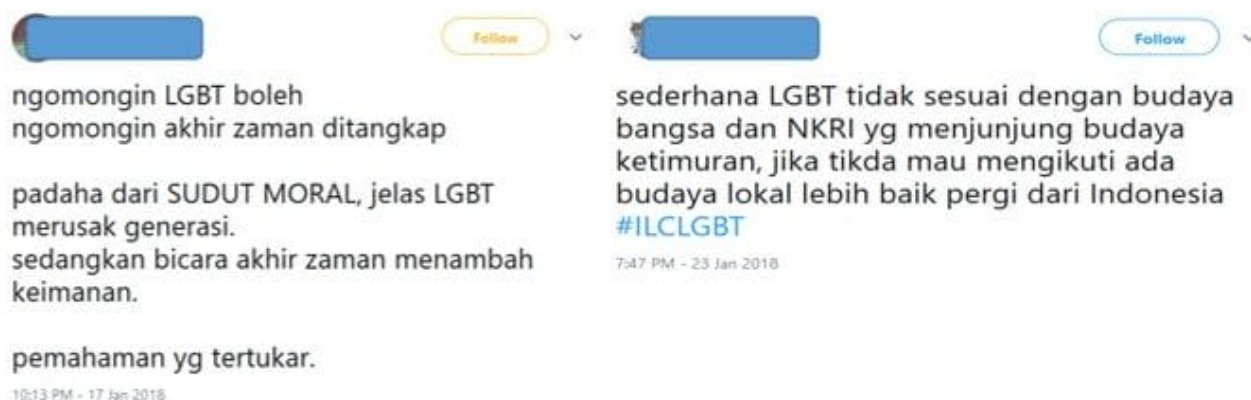 Follow
ngomongin LGBT boleh
ngomongin akhir zaman ditangkap
padaha dari SUDUT MORAL, jelas LGBT
merusak generasi.
sedangkan bicara akhir zaman menambah
keimanan.
pemahaman yg tertukar.
10:13 PM - 17 Jan 2018
Follow
sederhana LGBT tidak sesuai dengan budaya
bangsa dan NKRI yg menjunjung budaya
ketimuran, jika tikda mau mengikuti ada
budaya lokal lebih baik pergi dari Indonesia
#ILCLGBT
7:47 PM - 23 Jan 2018